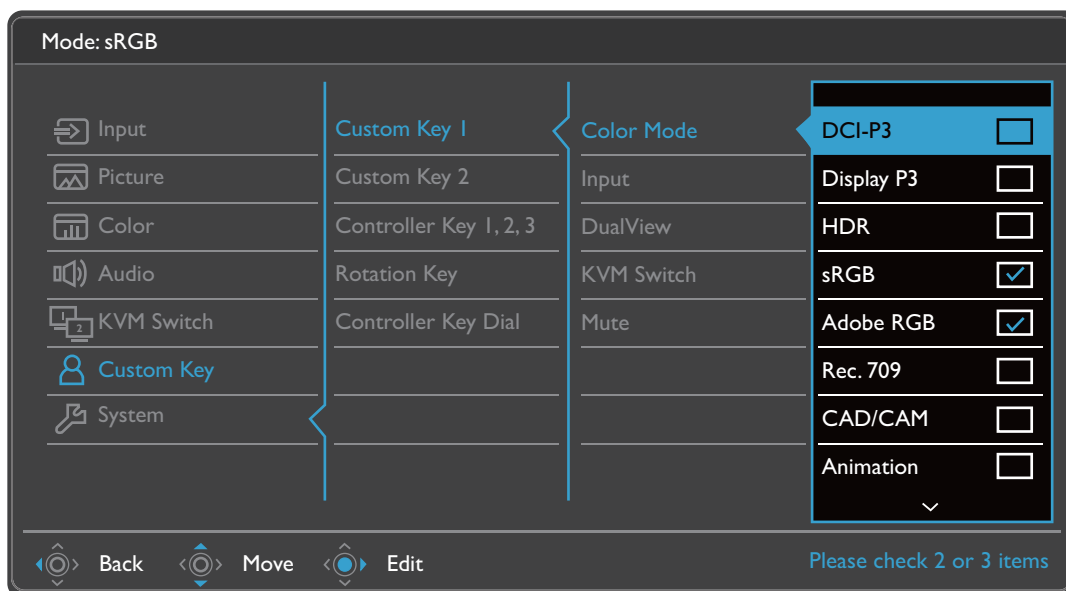 Mode: sRGB
Input
Picture
Color
Audio
KVM Switch
Custom Key
System
Custom Key 1
Custom Key 2
Controller Key 1, 2, 3
Rotation Key
Controller Key Dial
Color Mode
Input
DualView
KVM Switch
Mute
DCI-P3
Display P3
HDR
sRGB
Adobe RGB
Rec. 709
CAD/CAM
Animation
Back
Move
Edit
Please check 2 or 3 items
1
2